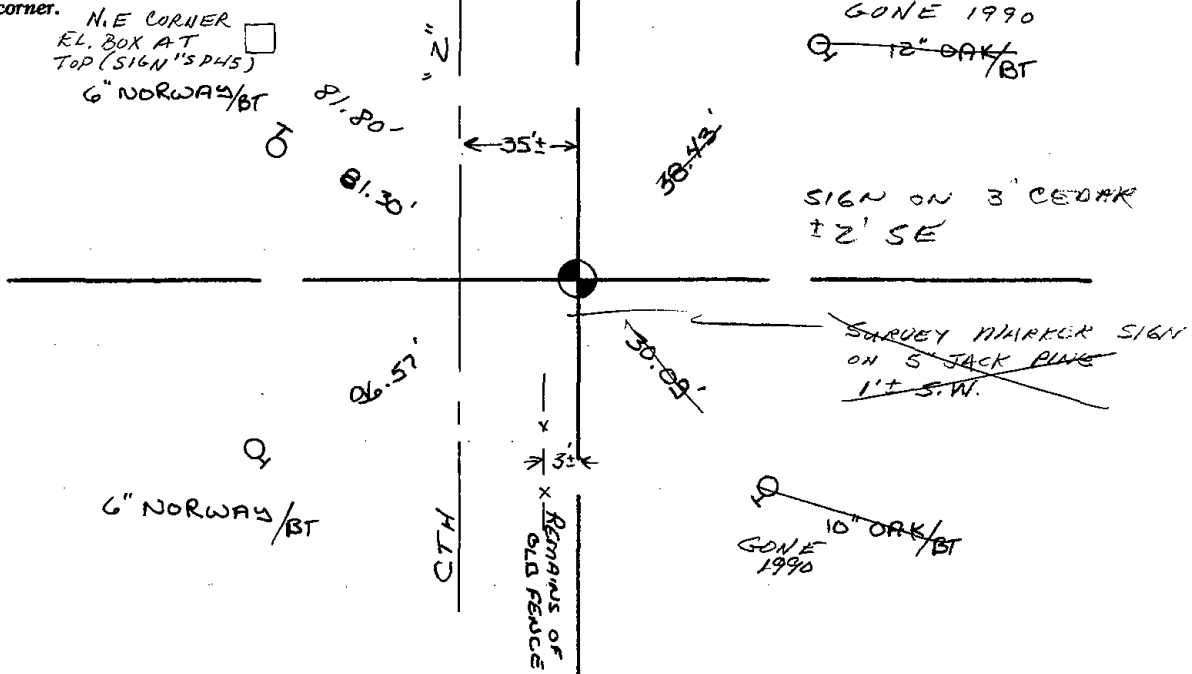 corner.
N.E CORNER
EL. BOX AT
TOP (SIGN
6" NORWAY/BT
81.80'
81.30'
"N"
35'±
38.43'
GONE 1990
12" OAK/BT
SIGN ON 3" CEDAR
±2' SE
SURVEY MARKER SIGN
ON 5" JACK PINE
1'± S.W.
30.09'
96.57'
6" NORWAY/BT
CTH
3'±
REMAINS OF
OLD FENCE
10" OAK/BT
GONE
1990